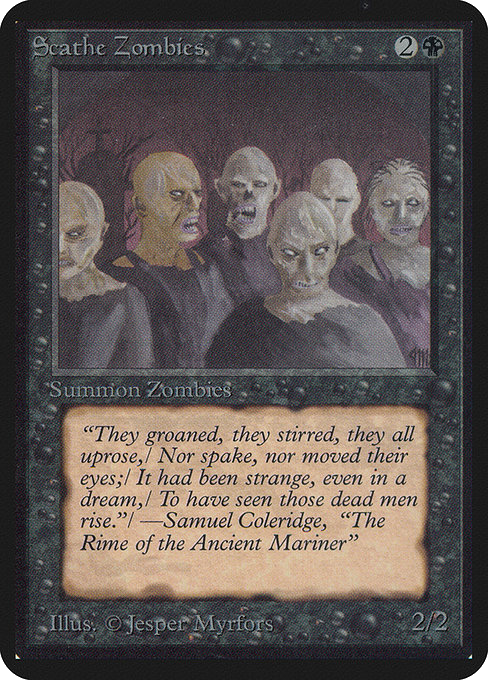 Scathe Zombies 2
Summon Zombies
“They groaned, they stirred, they all
uprose,/ Nor spake, nor moved their
eyes;/ It had been strange, even in a
dream,/ To have seen those dead men
rise.”/ —Samuel Coleridge, “The
Rime of the Ancient Mariner”
Illus. © Jesper Myrfors 2/2